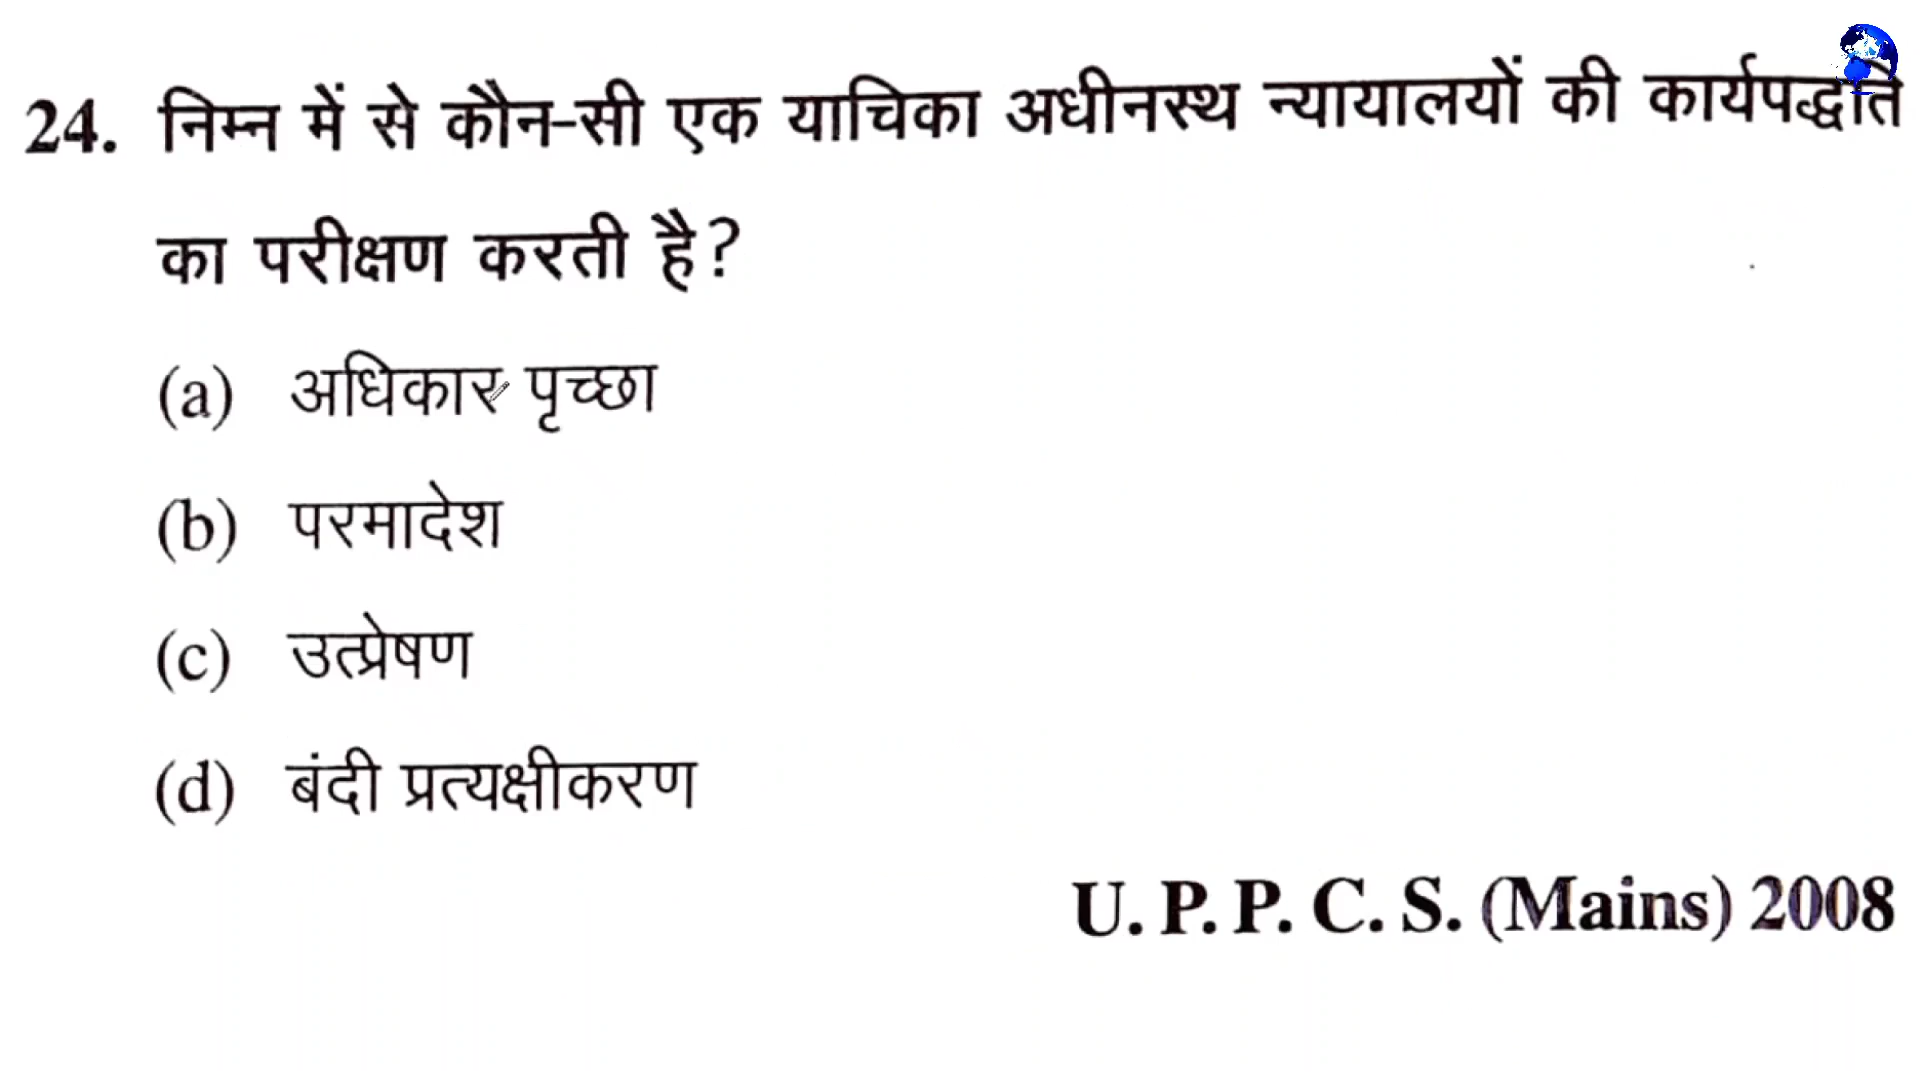 24. निम्न में से कौन-सी एक याचिका अधीनस्थ न्यायालयों की कार्यपद्धति
का परीक्षण करती है?
(a) अधिकार पृच्छा
(b) परमादेश
(c) उत्प्रेषण
(d) बंदी प्रत्यक्षीकरण
U. P. P. C. S. (Mains) 2008